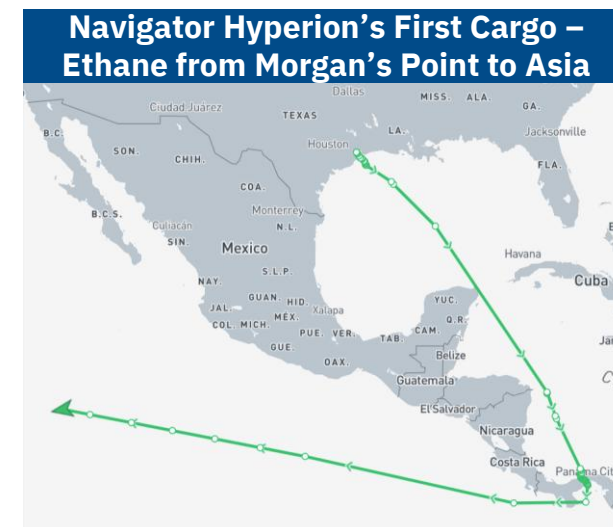 Navigator Hyperion's First Cargo –
Ethane from Morgan's Point to Asia
Dallas
MISS. ALA.
Ciudad Juárez
TEXAS
GA.
B.C.
LA.
Jacksonville
SON.
Houston
CHIH.
FLA.
COA.
B.C.S.
Monterrey
Culiacán
N.L.
SIN.
Mexico
Havana
S.L.P.
Cuba
NAY.
GUAN. HID.
YUC.
JAL.
Xalapa
MÉX.
Q.R.
COL. MICH.
PUE. VER.
CAM.
TAB.
GUE.
Belize
OAX.
Guatemala
El Salvador
Nicaragua
Costa Rica
Panama Cit